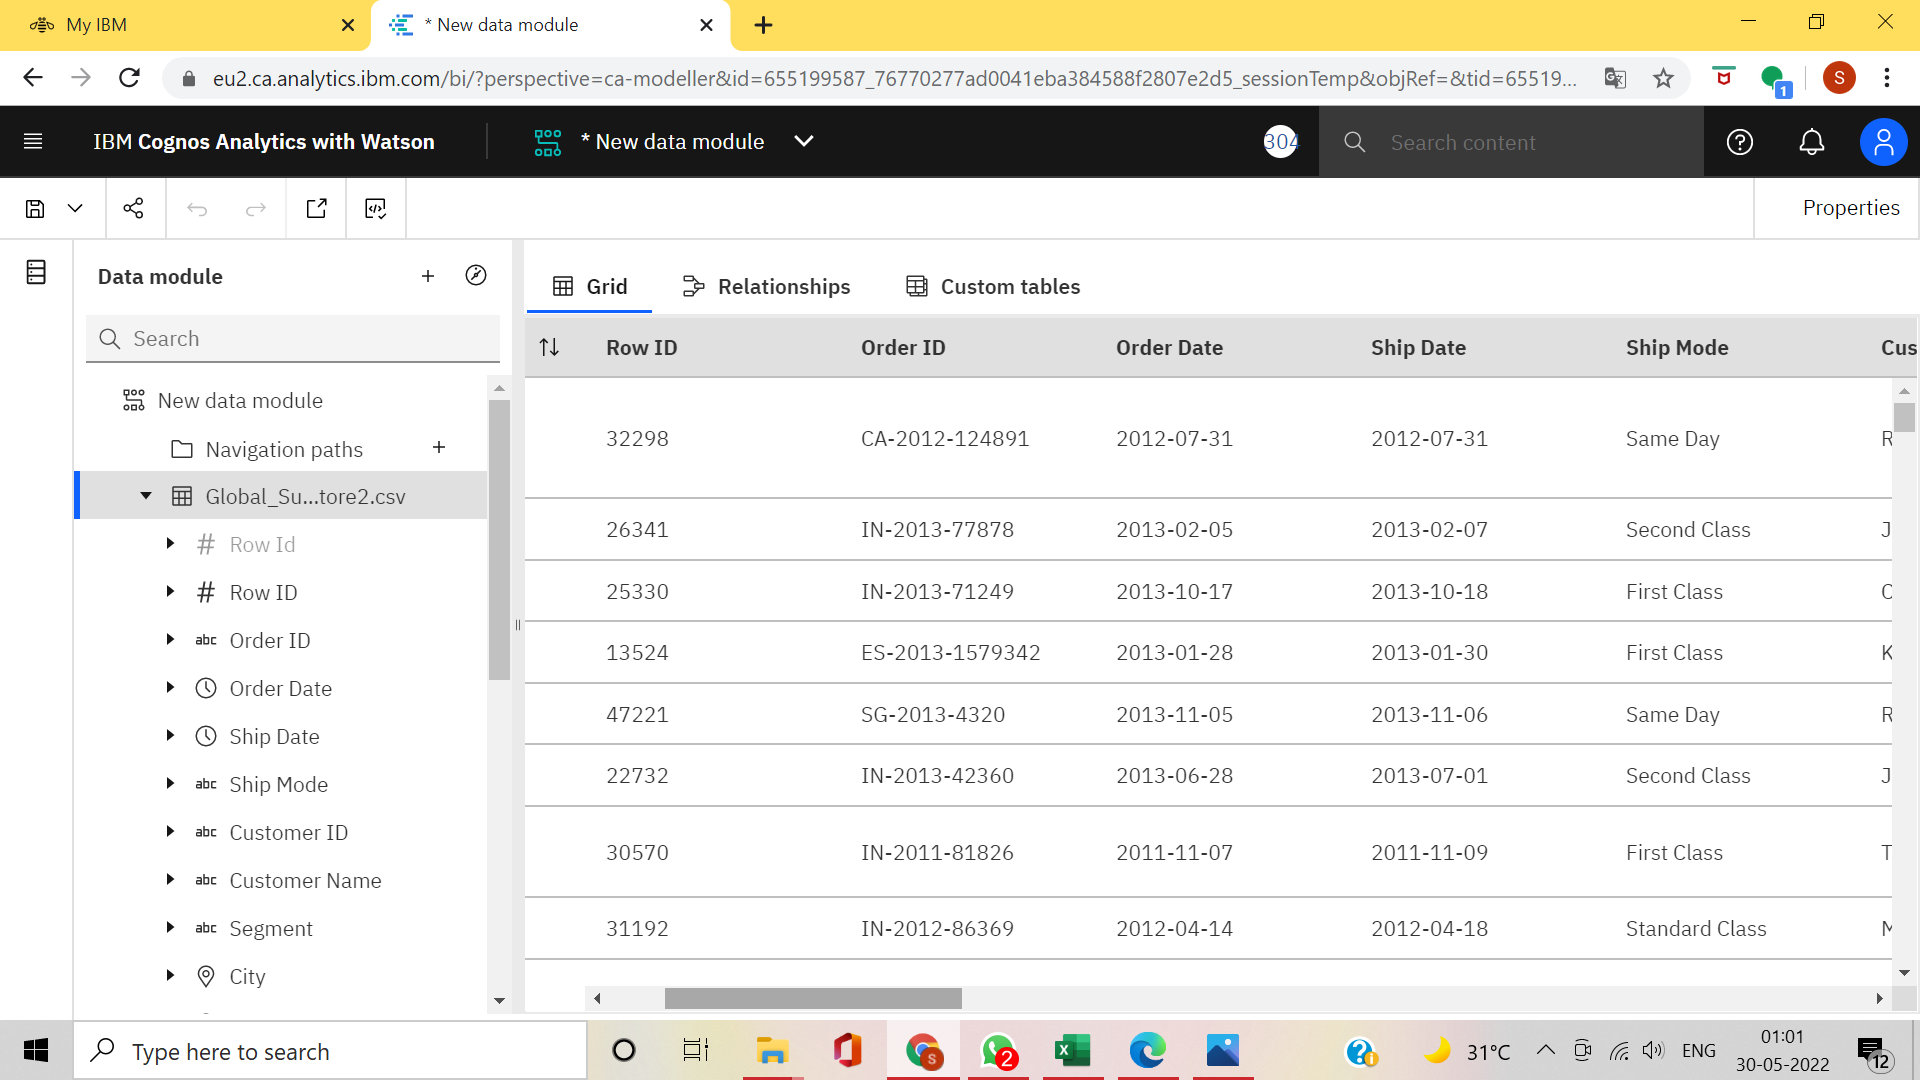 My IBM
* New data module
eu2.ca.analytics.ibm.com/bi/?perspective=ca-modeller&id=655199587_76770277ad0041eba384588f2807e2d5_sessionTemp&objRef=&tid=65519...
1
S
IBM Cognos Analytics with Watson
* New data module
304
Search content
Properties
Data module
Search
New data module
Navigation paths
Global_Su...tore2.csv
# Row Id
# Row ID
abc Order ID
Order Date
Ship Date
abc Ship Mode
abc Customer ID
abc Customer Name
abc Segment
City
Grid Relationships Custom tables
Row ID Order ID Order Date Ship Date Ship Mode Cus
32298 CA-2012-124891 2012-07-31 2012-07-31 Same Day R
26341 IN-2013-77878 2013-02-05 2013-02-07 Second Class J
25330 IN-2013-71249 2013-10-17 2013-10-18 First Class
13524 ES-2013-1579342 2013-01-28 2013-01-30 First Class K
47221 SG-2013-4320 2013-11-05 2013-11-06 Same Day R
22732 IN-2013-42360 2013-06-28 2013-07-01 Second Class J
30570 IN-2011-81826 2011-11-07 2011-11-09 First Class T
31192 IN-2012-86369 2012-04-14 2012-04-18 Standard Class M
Type here to search
S
2
31°C
ENG
01:01
30-05-2022
12